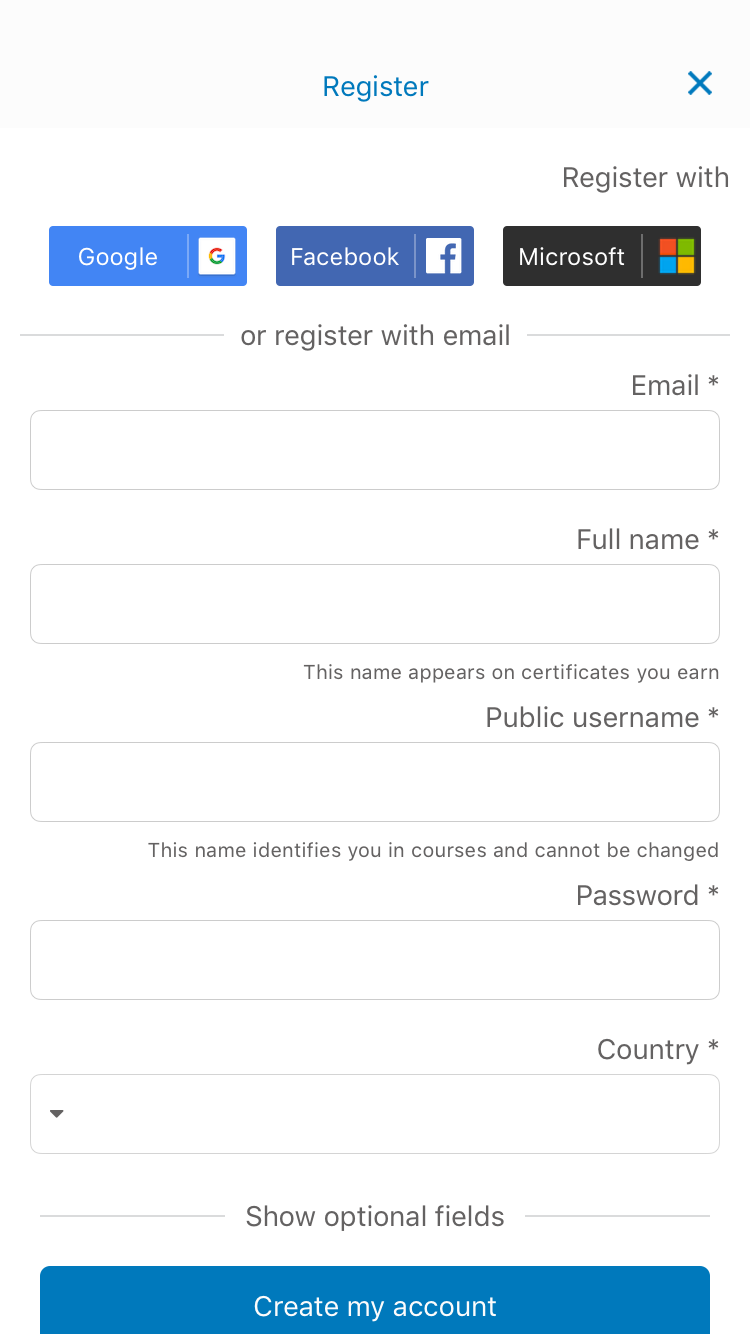 Register
Register with
Google
Facebook
Microsoft
or register with email
Email *
Full name *
This name appears on certificates you earn
Public username *
This name identifies you in courses and cannot be changed
Password *
Country *
Show optional fields
Create my account